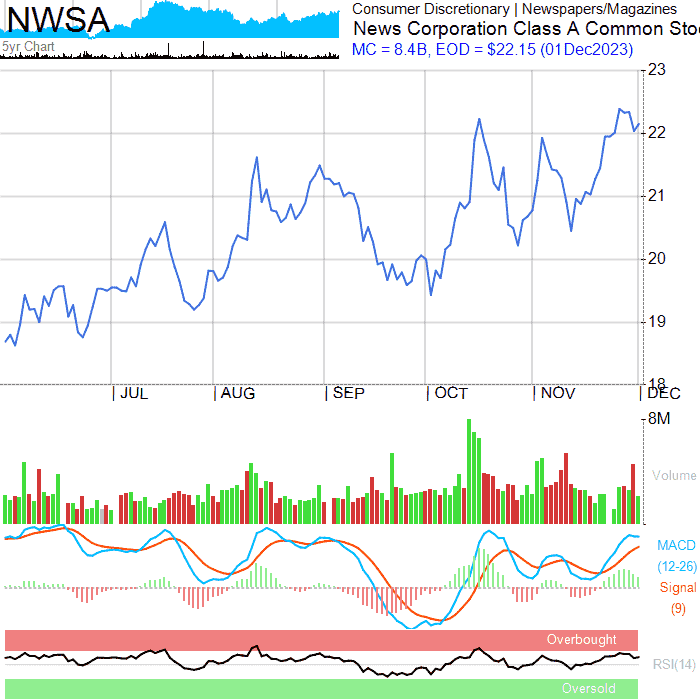 NWSA
5yr Chart
Consumer Discretionary | Newspapers/Magazines
News Corporation Class A Common Sto
MC = 8.4B, EOD = $22.15 (01Dec2023)
23
22
21
20
19
18
JUL AUG SEP OCT NOV DEC
8M
Volume
MACD
(12-26)
Signal
(9)
Overbought
RSI(14)
Oversold